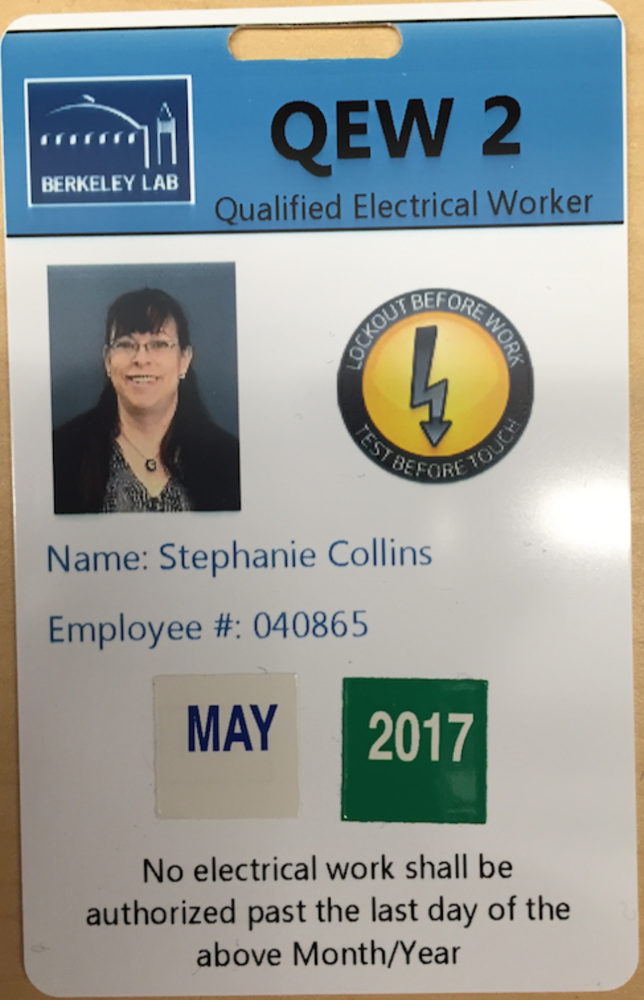 BERKELEY LAB
QEW 2
Qualified Electrical Worker
LOCKOUT BEFORE WORK
TEST BEFORE TOUCH
Name: Stephanie Collins
Employee #: 040865
MAY
2017
No electrical work shall be
authorized past the last day of the
above Month/Year